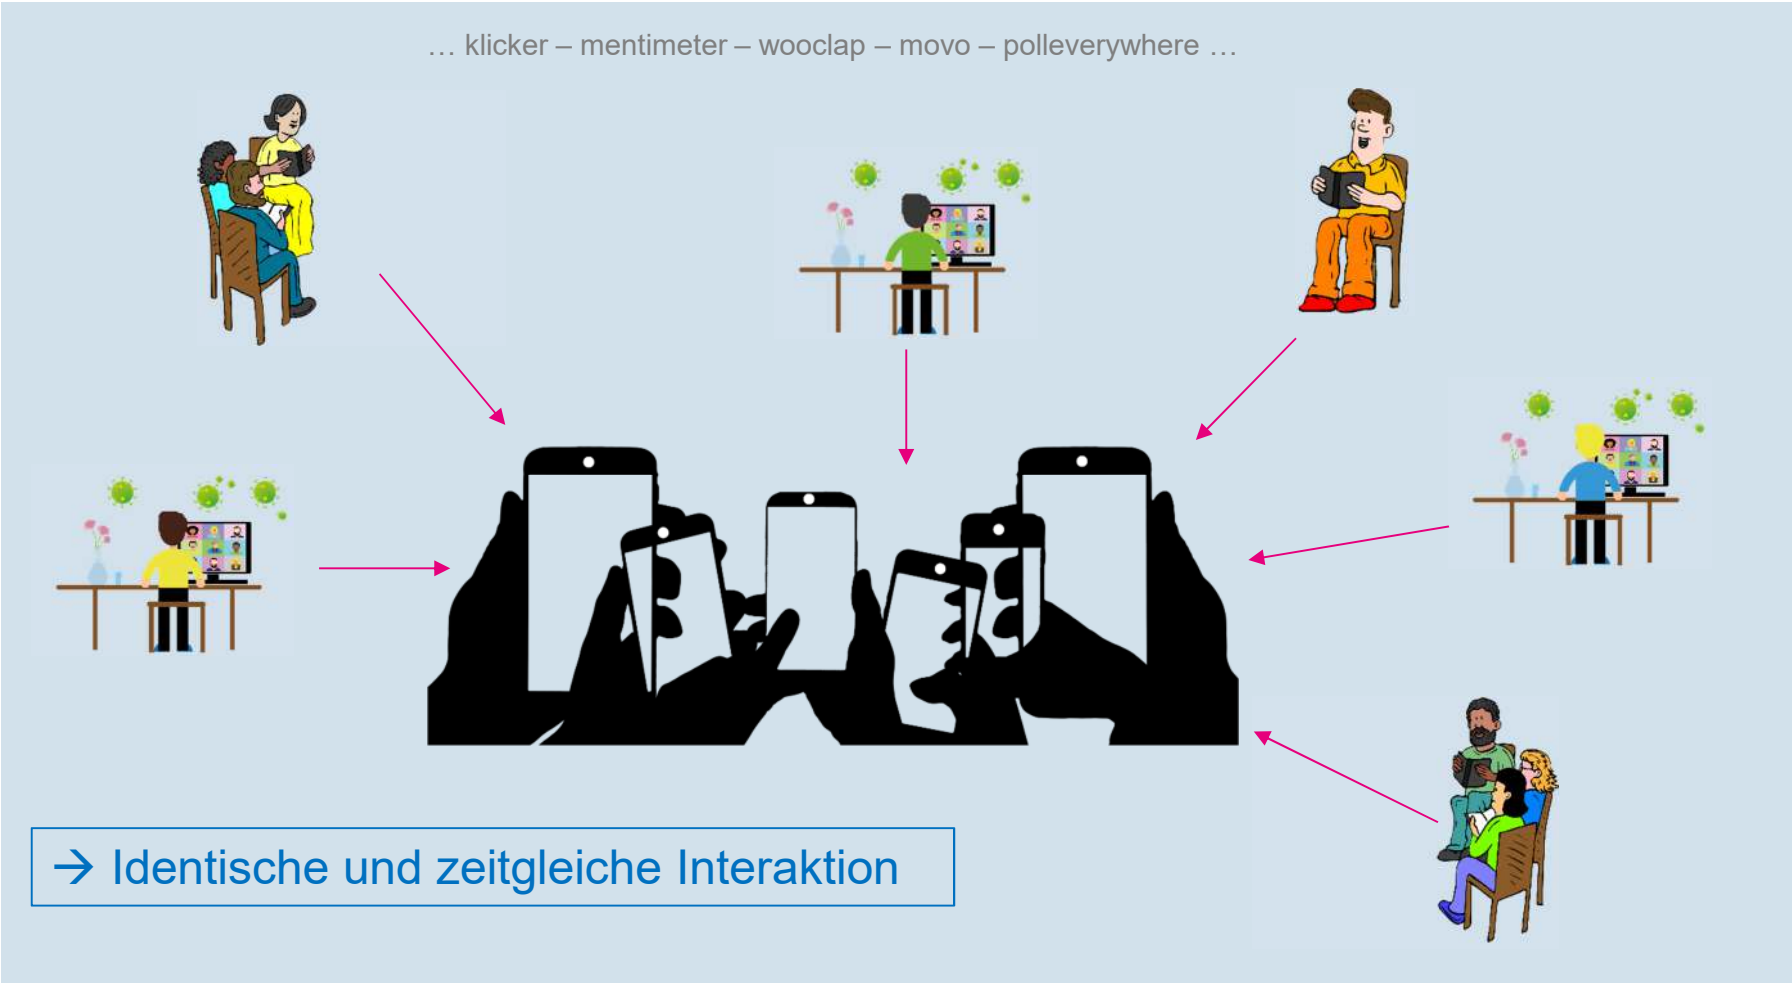 … klicker – mentimeter – wooclap – movo – polleverywhere …
→ Identische und zeitgleiche Interaktion